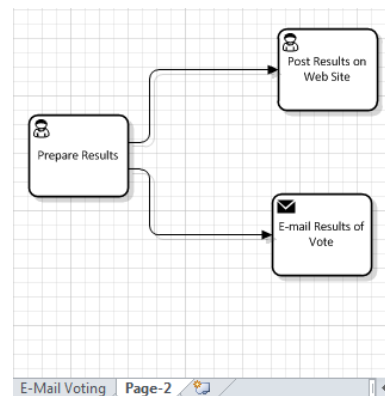 Post Results on
Web Site
Prepare Results
E-mail Results of
Vote
E-Mail Voting
Page-2